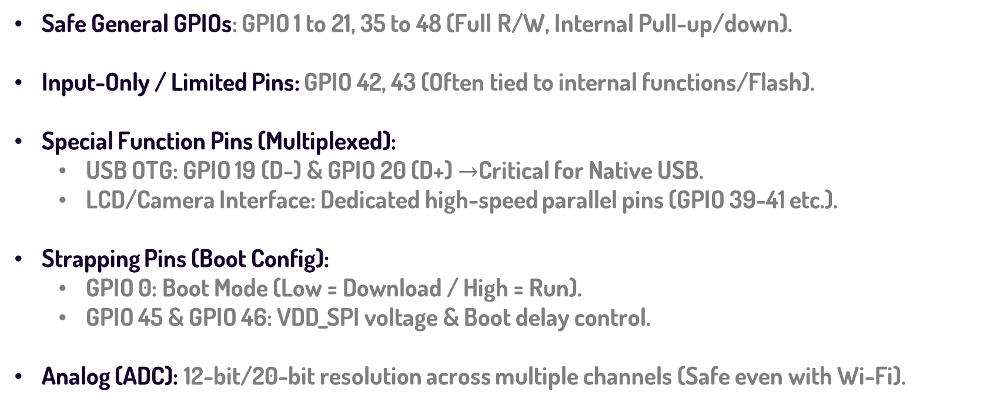 • Safe General GPIOs: GPIO 1 to 21, 35 to 48 (Full R/W, Internal Pull-up/down).
• Input-Only / Limited Pins: GPIO 42, 43 (Often tied to internal functions/Flash).
• Special Function Pins (Multiplexed):
• USB OTG: GPIO 19 (D-) & GPIO 20 (D+) →Critical for Native USB.
• LCD/Camera Interface: Dedicated high-speed parallel pins (GPIO 39-41 etc.).
• Strapping Pins (Boot Config):
• GPIO 0: Boot Mode (Low = Download / High = Run).
• GPIO 45 & GPIO 46: VDD_SPI voltage & Boot delay control.
• Analog (ADC): 12-bit/20-bit resolution across multiple channels (Safe even with Wi-Fi).